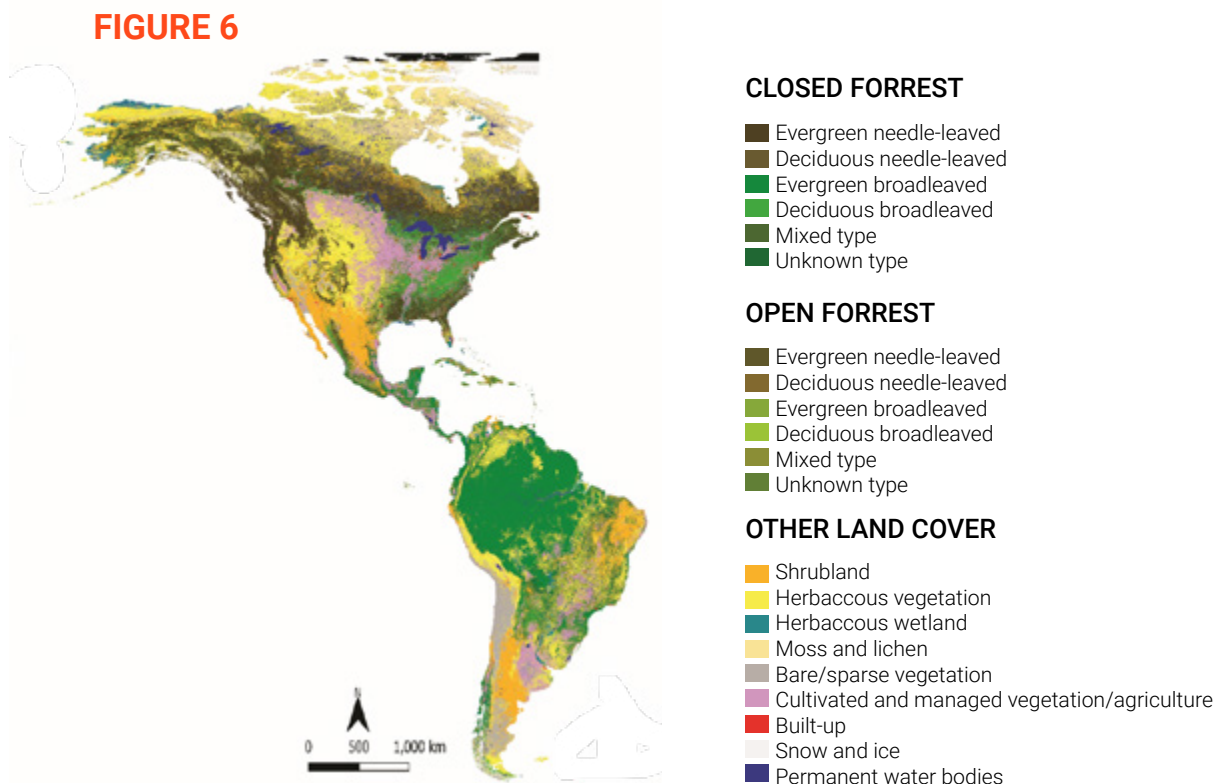 FIGURE 6
CLOSED FORREST
Evergreen needle-leaved
Deciduous needle-leaved
Evergreen broadleaved
Deciduous broadleaved
Mixed type
Unknown type
OPEN FORREST
Evergreen needle-leaved
Deciduous needle-leaved
Evergreen broadleaved
Deciduous broadleaved
Mixed type
Unknown type
OTHER LAND COVER
Shrubland
Herbaccous vegetation
Herbaccous wetland
Moss and lichen
Bare/sparse vegetation
Cultivated and managed vegetation/agriculture
Built-up
Snow and ice
Permanent water bodies
N
0 500 1,000 km